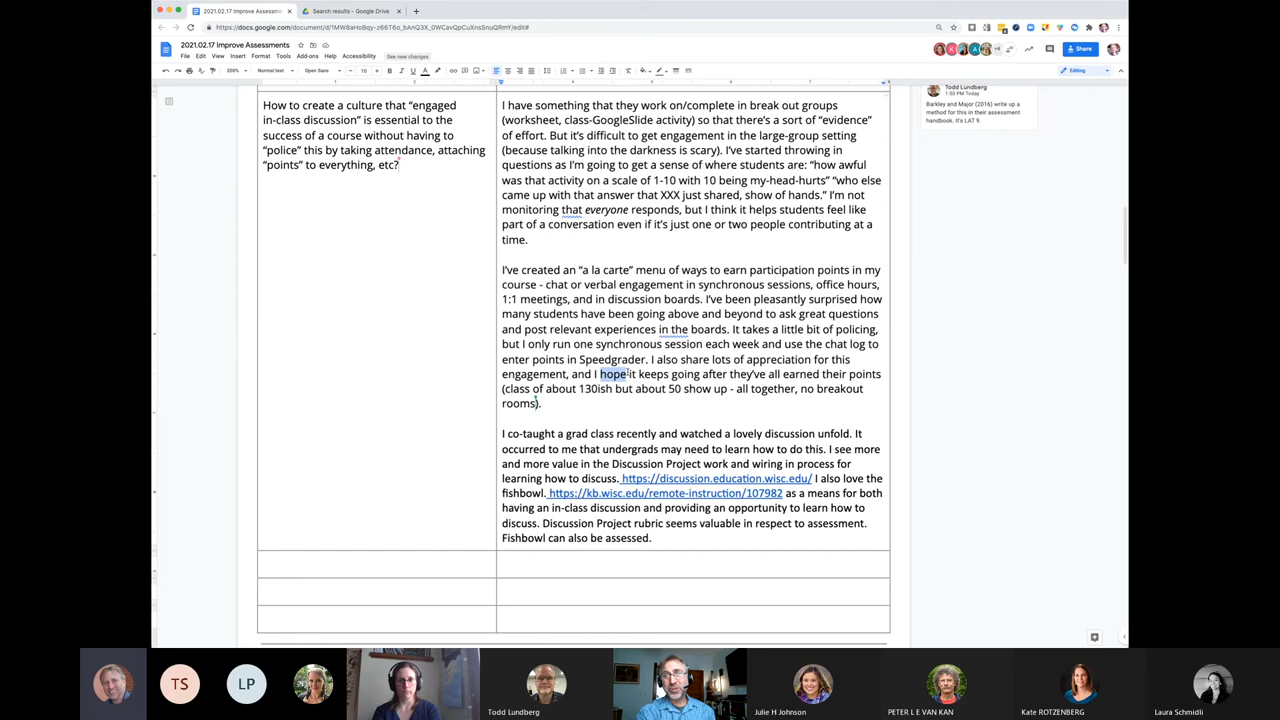 2021.02.17 Improve Assessments
Search results - Google Drive
2021.02.17 Improve Assessments
File Edit View Insert Format Tools Add-ons Help Accessibility
See new changes
Share
+4
200%
Normal text
Open Sans
10
Editing
How to create a culture that “engaged
in-class discussion” is essential to the
success of a course without having to
“police” this by taking attendance, attaching
“points” to everything, etc?
I have something that they work on/complete in break out groups
(worksheet, class-GoogleSlide activity) so that there’s a sort of “evidence”
of effort. But it’s difficult to get engagement in the large-group setting
(because talking into the darkness is scary). I’ve started throwing in
questions as I’m going to get a sense of where students are: “how awful
was that activity on a scale of 1-10 with 10 being my-head-hurts” “who else
came up with that answer that XXX just shared, show of hands.” I’m not
monitoring that everyone responds, but I think it helps students feel like
part of a conversation even if it’s just one or two people contributing at a
time.
I’ve created an “a la carte” menu of ways to earn participation points in my
course - chat or verbal engagement in synchronous sessions, office hours,
1:1 meetings, and in discussion boards. I’ve been pleasantly surprised how
many students have been going above and beyond to ask great questions
and post relevant experiences in the boards. It takes a little bit of policing,
but I only run one synchronous session each week and use the chat log to
enter points in Speedgrader. I also share lots of appreciation for this
engagement, and I hope it keeps going after they’ve all earned their points
(class of about 130ish but about 50 show up - all together, no breakout
rooms).
I co-taught a grad class recently and watched a lovely discussion unfold. It
occurred to me that undergrads may need to learn how to do this. I see more
and more value in the Discussion Project work and wiring in process for
learning how to discuss. https://discussion.education.wisc.edu/ I also love the
fishbowl. https://kb.wisc.edu/remote-instruction/107982 as a means for both
having an in-class discussion and providing an opportunity to learn how to
discuss. Discussion Project rubric seems valuable in respect to assessment.
Fishbowl can also be assessed.
Todd Lundberg
1:50 PM Today
Barkley and Major (2016) write up a
method for this in their assessment
handbook. It's LAT 9.
TS
LP
Todd Lundberg
Julie H Johnson
PETER L E VAN KAN
Kate ROTZENBERG
Laura Schmidli